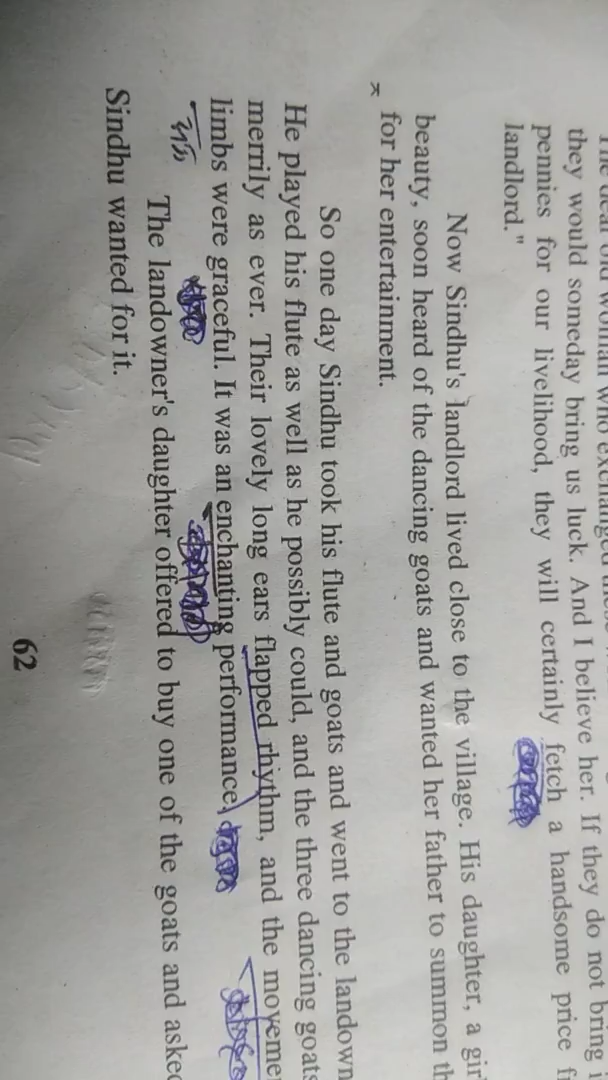 they would someday bring us luck. And I believe her. If they do not bring
pennies for our livelihood, they will certainly fetch a handsome price
landlord."
Now Sindhu's landlord lived close to the village. His daughter, a
beauty, soon heard of the dancing goats and wanted her father to summon
for her entertainment.
So one day Sindhu took his flute and goats and went to the
He played his flute as well as he possibly could, and the three dancing goats
merrily as ever. Their lovely long ears flapped rhythm, and the
limbs were graceful. It was an enchanting performance,
The landowner's daughter offered to buy one of the goats and asked
Sindhu wanted for it.
62